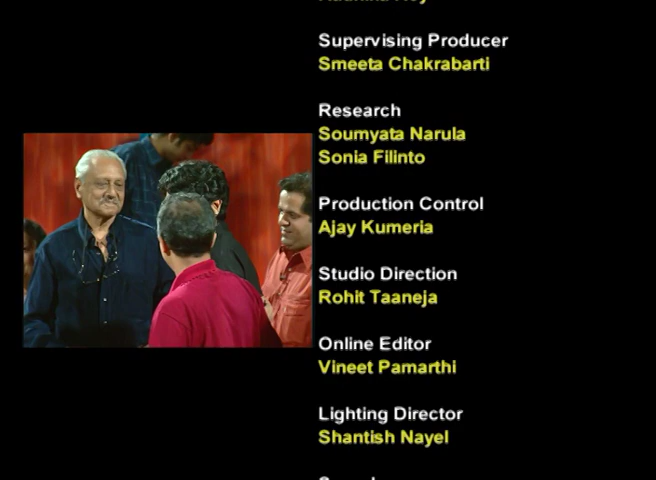 Supervising Producer
Smeeta Chakrabarti
Research
Soumyata Narula
Sonia Filinto
Production Control
Ajay Kumeria
Studio Direction
Rohit Taaneja
Online Editor
Vineet Pamarthi
Lighting Director
Shantish Nayel